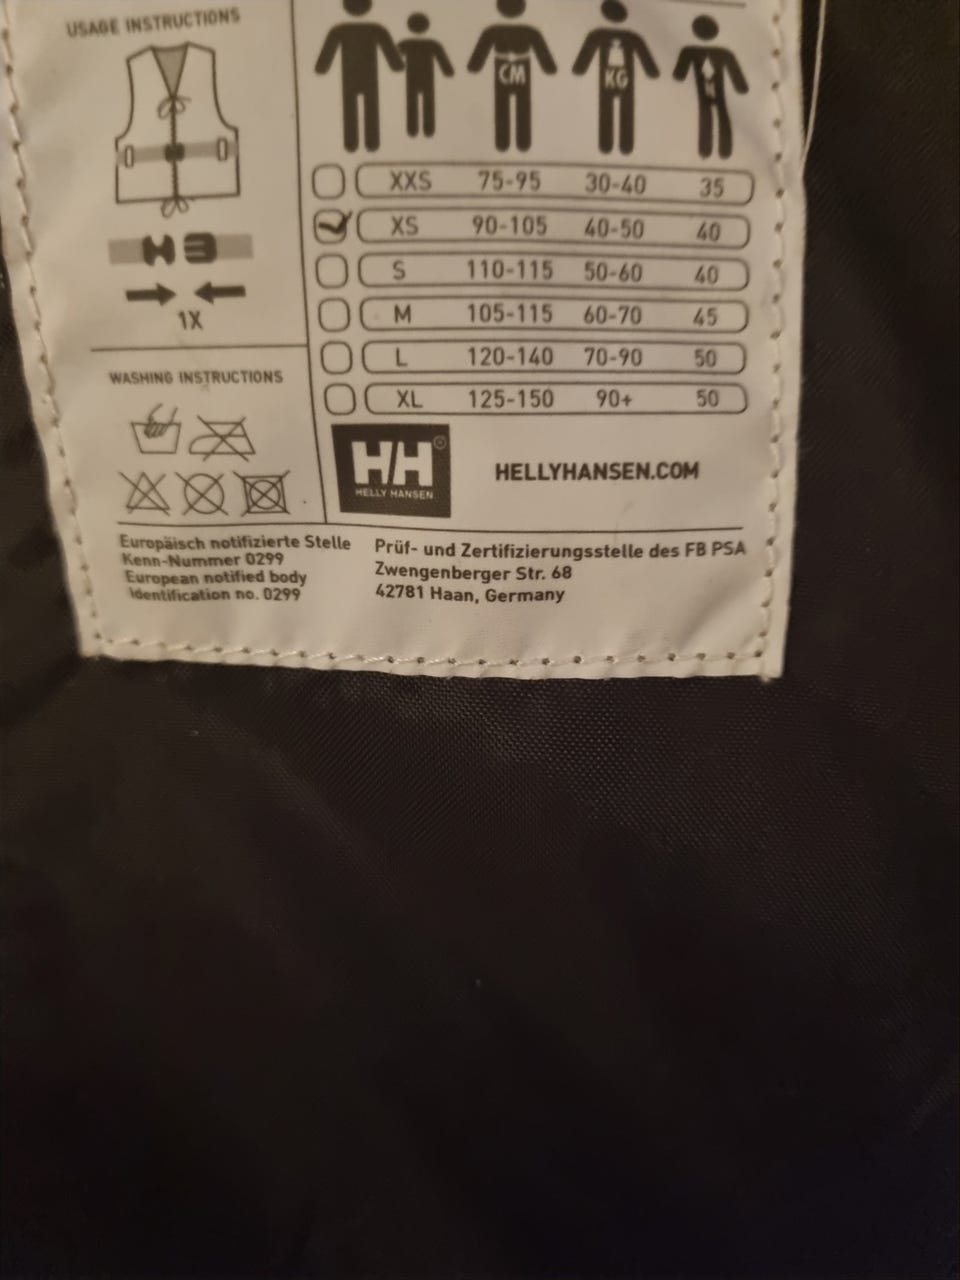 USAGE INSTRUCTIONS
1X
WASHING INSTRUCTIONS
CM
KG
N
XXS 75-95 30-40 35
XS 90-105 40-50 40
S 110-115 50-60 40
M 105-115 60-70 45
L 120-140 70-90 50
XL 125-150 90+ 50
HH®
HELLY HANSEN
HELLYHANSEN.COM
Europäisch notifizierte Stelle
Kenn-Nummer 0299
European notified body
Identification no. 0299
Prüf- und Zertifizierungsstelle des FB PSA
Zwengenberger Str. 68
42781 Haan, Germany